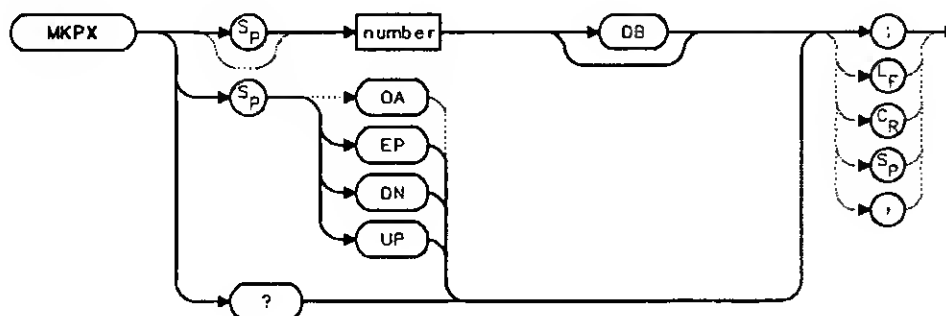 MKPX SP number DB ;
LF
SP OA
CR
EP
SP
DN
,
UP
?